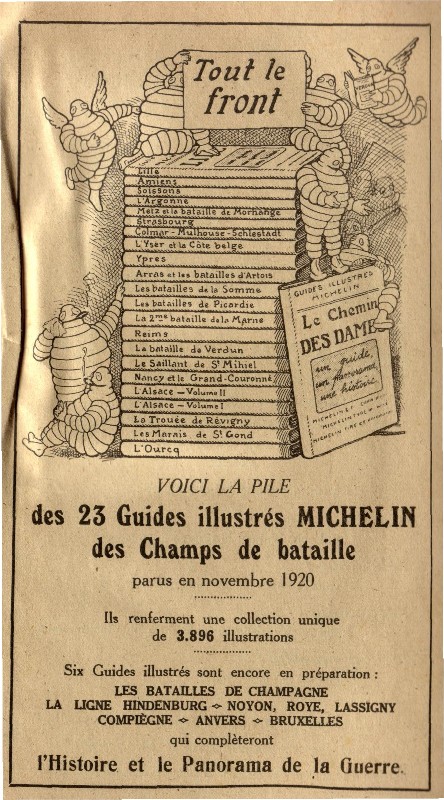 Tout le
front
Lille
Amiens
Soissons
L'Argonne
Metz et la bataille de Morhange
Strasbourg
Colmar - Mulhouse - Schlestadt
L'Yser et la Côte belge
Ypres
Arras et les batailles d'Artois
Les batailles de la Somme
Les batailles de Picardie
La 2me bataille de la Marne
Reims
La bataille de Verdun
Le Saillant de St Mihiel
Nancy et le Grand-Couronné
L'Alsace - Volume II
L'Alsace - Volume I
La Trouée de Revigny
Les Marais de St Gond
L'Ourcq
GUIDES ILLUSTRÉS
MICHELIN
Le Chemin
DES DAMES
un guide,
un panorama,
une histoire.
VOICI LA PILE
des 23 Guides illustrés MICHELIN
des Champs de bataille
parus en novembre 1920
Ils renferment une collection unique
de 3.896 illustrations
Six Guides illustrés sont encore en préparation :
LES BATAILLES DE CHAMPAGNE
LA LIGNE HINDENBURG ⟡ NOYON, ROYE, LASSIGNY
COMPIÈGNE ⟡ ANVERS ⟡ BRUXELLES
qui complèteront
l'Histoire et le Panorama de la Guerre.